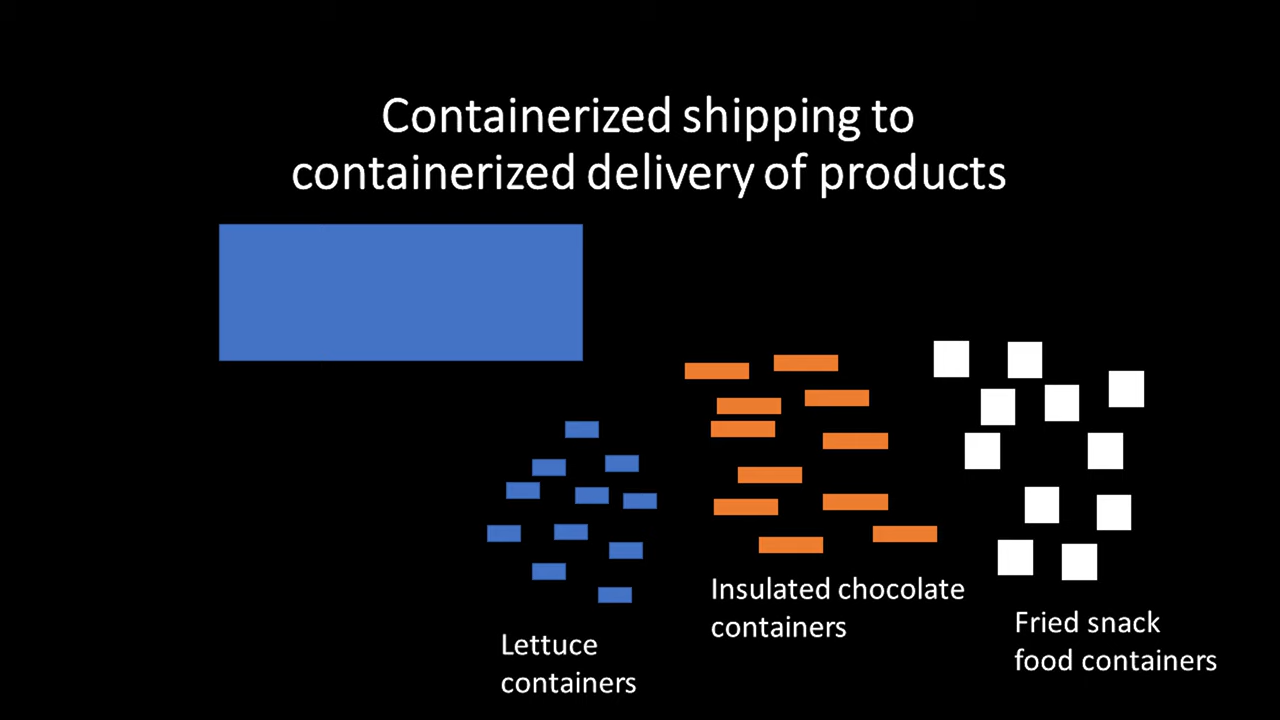 Containerized shipping to
containerized delivery of products
Insulated chocolate
containers
Fried snack
food containers
Lettuce
containers